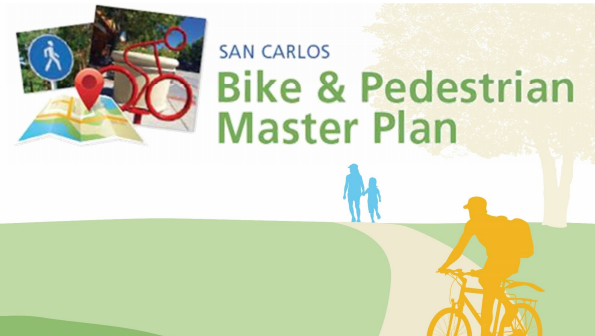 SAN CARLOS
Bike & Pedestrian
Master Plan